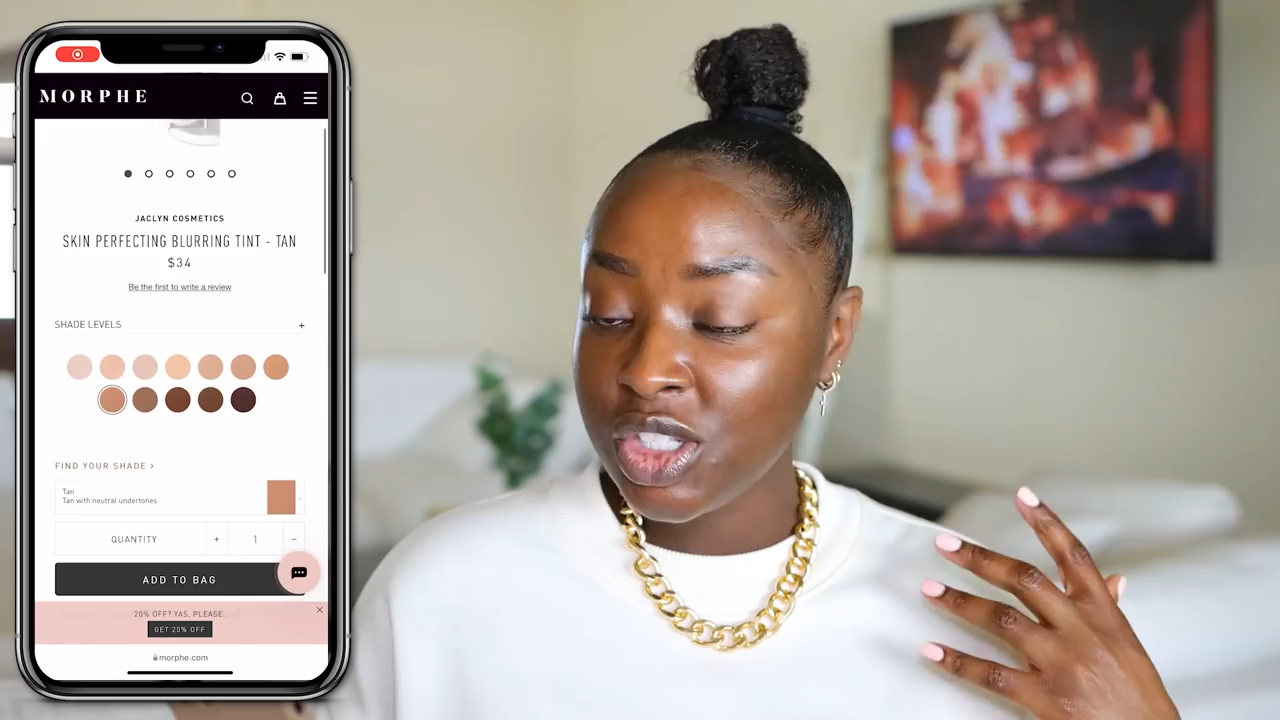 MORPHE
JACLYN COSMETICS
SKIN PERFECTING BLURRING TINT - TAN
$34
Be the first to write a review
SHADE LEVELS +
FIND YOUR SHADE >
Tan
Tan with neutral undertones
QUANTITY + 1 −
ADD TO BAG
20% OFF? YAS, PLEASE.
GET 20% OFF
morphe.com